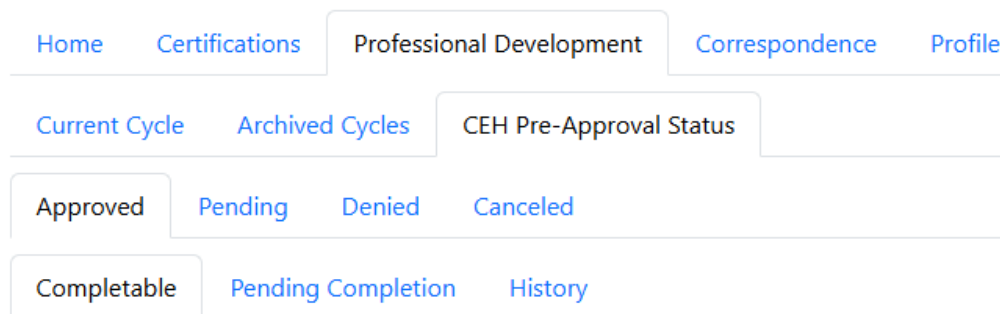 Home Certifications Professional Development Correspondence Profile
Current Cycle Archived Cycles CEH Pre-Approval Status
Approved Pending Denied Canceled
Completable Pending Completion History